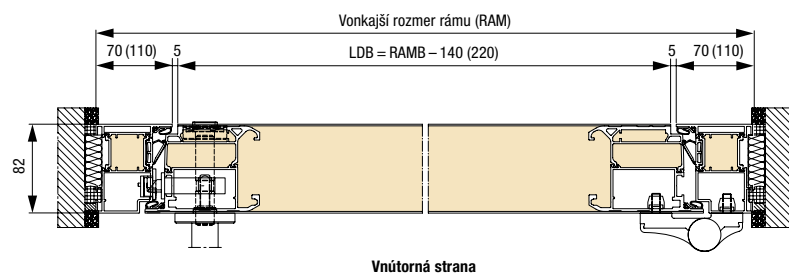 Vonkajší rozmer rámu (RAM)
70 (110) 5 LDB = RAMB – 140 (220) 5 70 (110)
82
Vnútorná strana